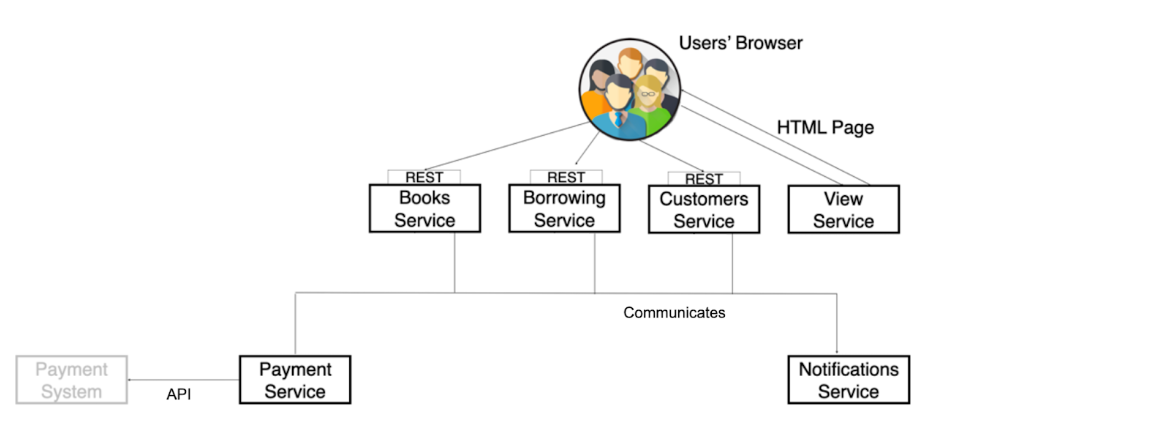 Users' Browser
HTML Page
REST
REST
REST
Books
Service
Borrowing
Service
Customers
Service
View
Service
Communicates
Payment
System
API
Payment
Service
Notifications
Service